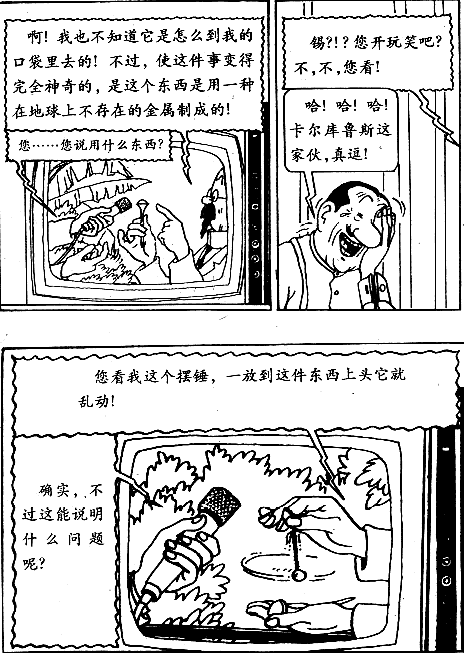 啊！我也不知道它是怎么到我的
口袋里去的！不过，使这件事变得
完全神奇的，是这个东西是用一种
在地球上不存在的金属制成的！
您……您说用什么东西？
锡？！？您开玩笑吧？
不，不，您看！
哈！哈！哈！
卡尔库鲁斯这
家伙，真逗！
您看我这个摆锤，一放到这件东西上头它就
乱动！
确实，不
过这能说明
什么问题
呢？